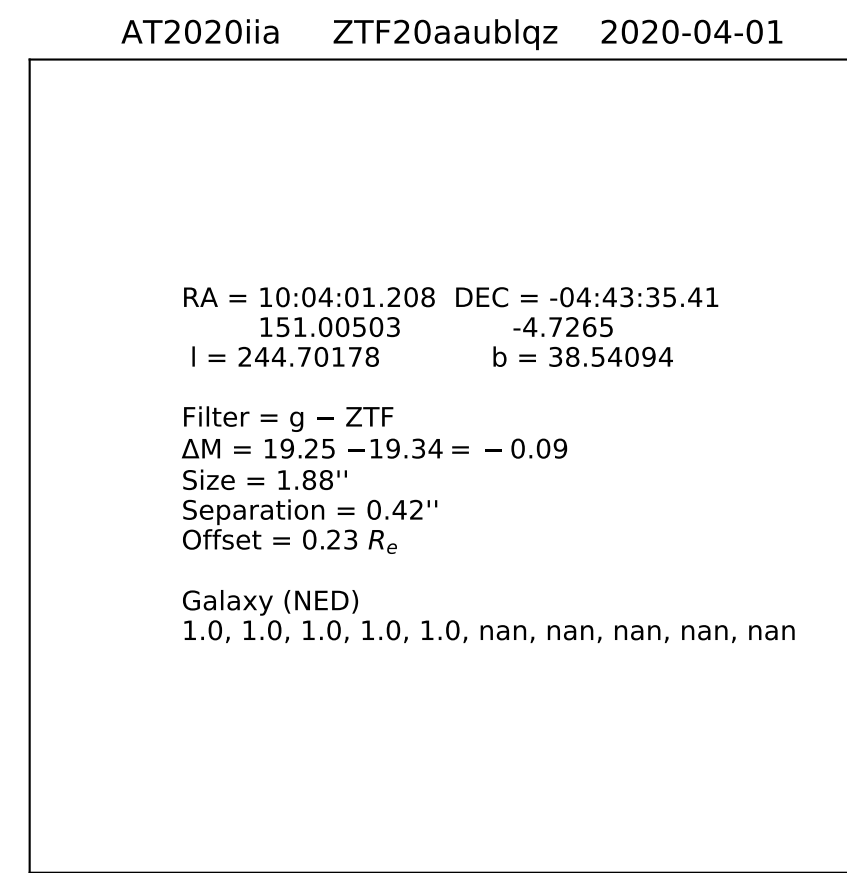 AT2020iia ZTF20aaublqz 2020-04-01
RA = 10:04:01.208 DEC = -04:43:35.41
151.00503 -4.7265
l = 244.70178 b = 38.54094
Filter = g − ZTF
ΔM = 19.25 −19.34 = − 0.09
Size = 1.88''
Separation = 0.42''
Offset = 0.23 Re
Galaxy (NED)
1.0, 1.0, 1.0, 1.0, 1.0, nan, nan, nan, nan, nan